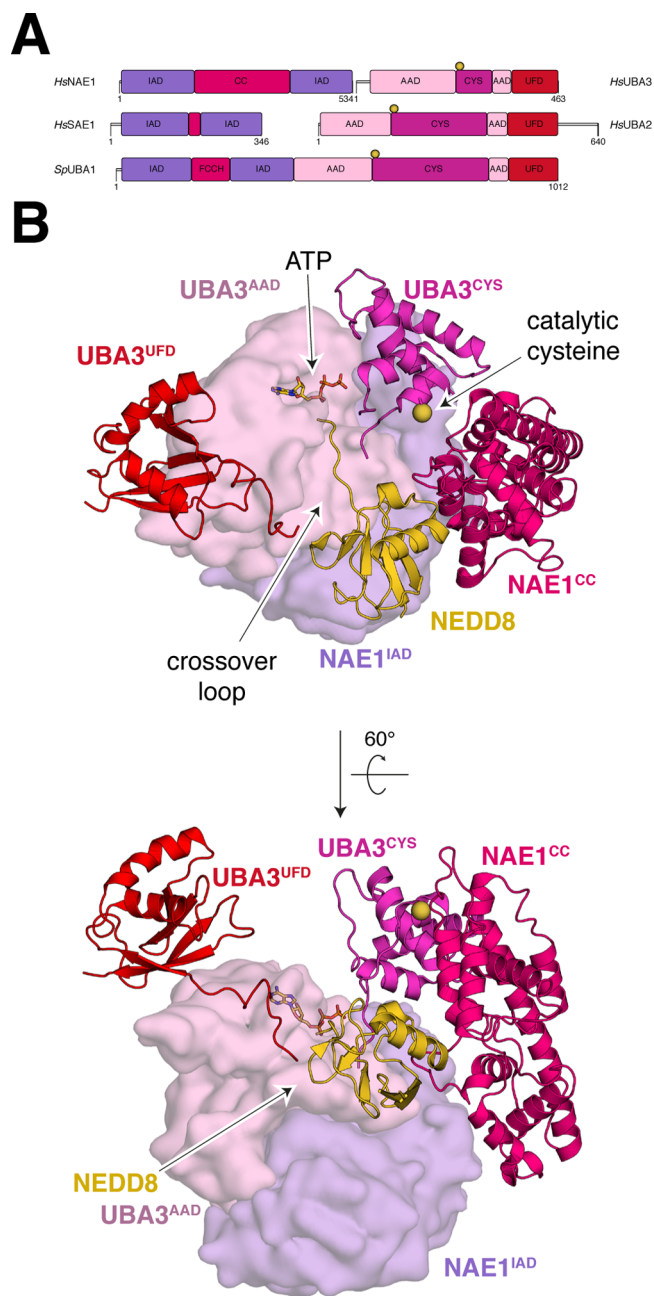 A
HsNAE1 IAD CC IAD AAD CYS AAD UFD HsUBA3
1 534 1 463
HsSAE1 IAD IAD AAD CYS AAD UFD HsUBA2
1 346 1 640
SpUBA1 IAD FCCH IAD AAD CYS AAD UFD
1 1012
B
ATP
UBA3AAD UBA3CYS
catalytic
cysteine
UBA3UFD
NAE1CC
NEDD8
NAE1IAD
crossover
loop
60°
UBA3CYS
NAE1CC
UBA3UFD
NEDD8
UBA3AAD
NAE1IAD